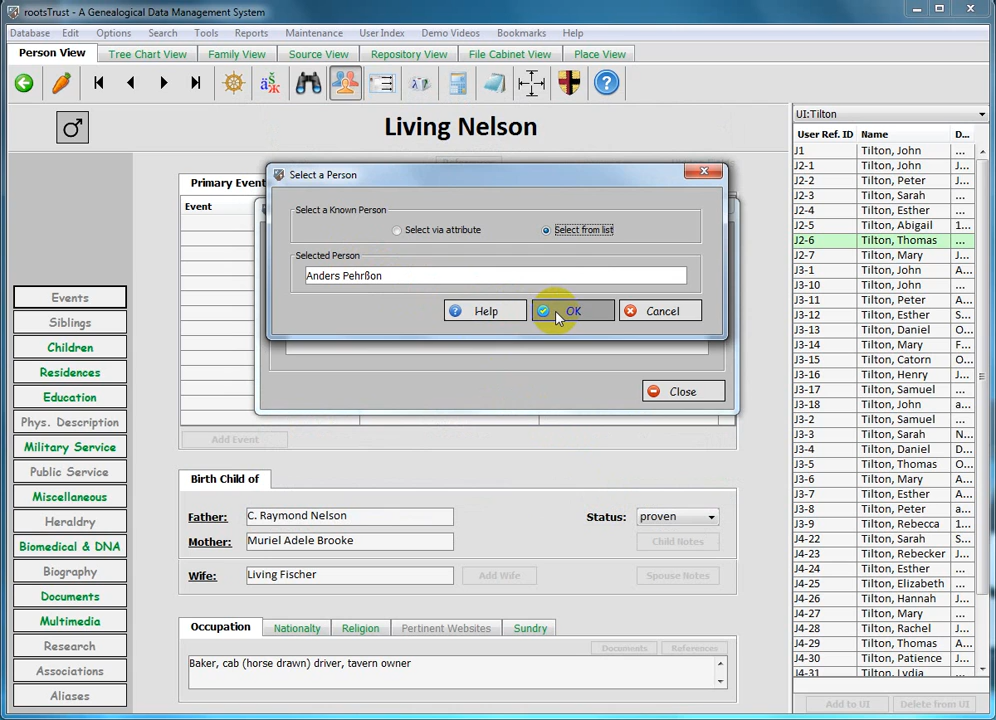 rootsTrust - A Genealogical Data Management System
Database Edit Options Search Tools Reports Maintenance User Index Demo Videos Bookmarks Help
Person View Tree Chart View Family View Source View Repository View File Cabinet View Place View
Living Nelson
Select a Person
Select a Known Person
Select via attribute Select from list
Selected Person
Anders Pehrßon
Help OK Cancel
Close
Primary Event
Event
Add Event
Events
Siblings
Children
Residences
Education
Phys. Description
Military Service
Public Service
Miscellaneous
Heraldry
Biomedical & DNA
Biography
Documents
Multimedia
Research
Associations
Aliases
Birth Child of
Father: C. Raymond Nelson Status: proven
Mother: Muriel Adele Brooke Child Notes
Wife: Living Fischer Add Wife Spouse Notes
Occupation Nationalty Religion Pertinent Websites Sundry
Documents References
Baker, cab (horse drawn) driver, tavern owner
UI:Tilton
User Ref. ID Name D...
J1 Tilton, John ...
J2-1 Tilton, John J...
J2-2 Tilton, Peter J...
J2-3 Tilton, Sarah ...
J2-4 Tilton, Esther ...
J2-5 Tilton, Abigail 1...
J2-6 Tilton, Thomas ...
J2-7 Tilton, Mary J...
J3-1 Tilton, John A...
J3-10 Tilton, John J...
J3-11 Tilton, Peter A...
J3-12 Tilton, Esther ...
J3-13 Tilton, Daniel O...
J3-14 Tilton, Mary F...
J3-15 Tilton, Catorn O...
J3-16 Tilton, Henry J...
J3-17 Tilton, Samuel ...
J3-18 Tilton, John a...
J3-2 Tilton, Samuel ...
J3-3 Tilton, Sarah N...
J3-4 Tilton, Daniel D...
J3-5 Tilton, Thomas O...
J3-6 Tilton, Mary J...
J3-7 Tilton, Esther A...
J3-8 Tilton, Peter a...
J3-9 Tilton, Rebecca 1...
J4-22 Tilton, Sarah ...
J4-23 Tilton, Rebecker J...
J4-24 Tilton, Esther ...
J4-25 Tilton, Elizabeth ...
J4-26 Tilton, Hannah J...
J4-27 Tilton, Mary J...
J4-28 Tilton, Rachel J...
J4-29 Tilton, Thomas A...
J4-30 Tilton, Patience J...
J4-31 Tilton, Lydia
Add to UI Delete from UI